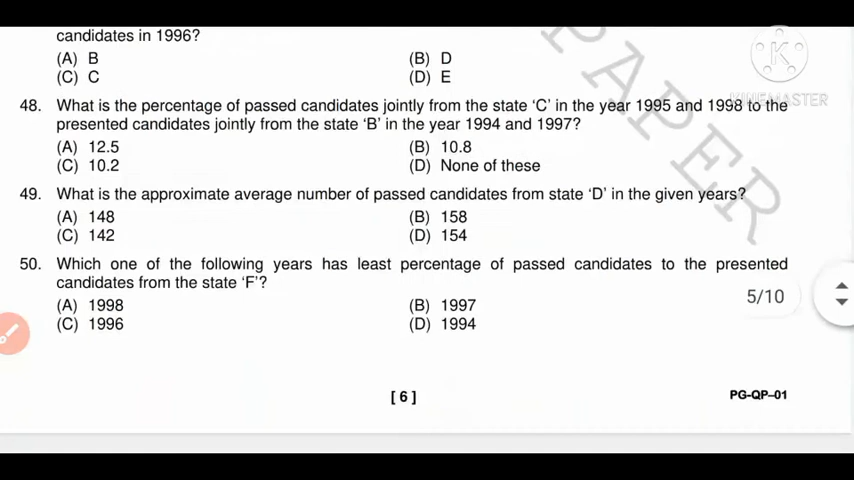 candidates in 1996?
(A) B (B) D
(C) C (D) E
48. What is the percentage of passed candidates jointly from the state ‘C’ in the year 1995 and 1998 to the
presented candidates jointly from the state ‘B’ in the year 1994 and 1997?
(A) 12.5 (B) 10.8
(C) 10.2 (D) None of these
49. What is the approximate average number of passed candidates from state ‘D’ in the given years?
(A) 148 (B) 158
(C) 142 (D) 154
50. Which one of the following years has least percentage of passed candidates to the presented
candidates from the state ‘F’?
(A) 1998 (B) 1997
(C) 1996 (D) 1994
[ 6 ] PG-QP–01
5/10
PAPER
KINEMASTER